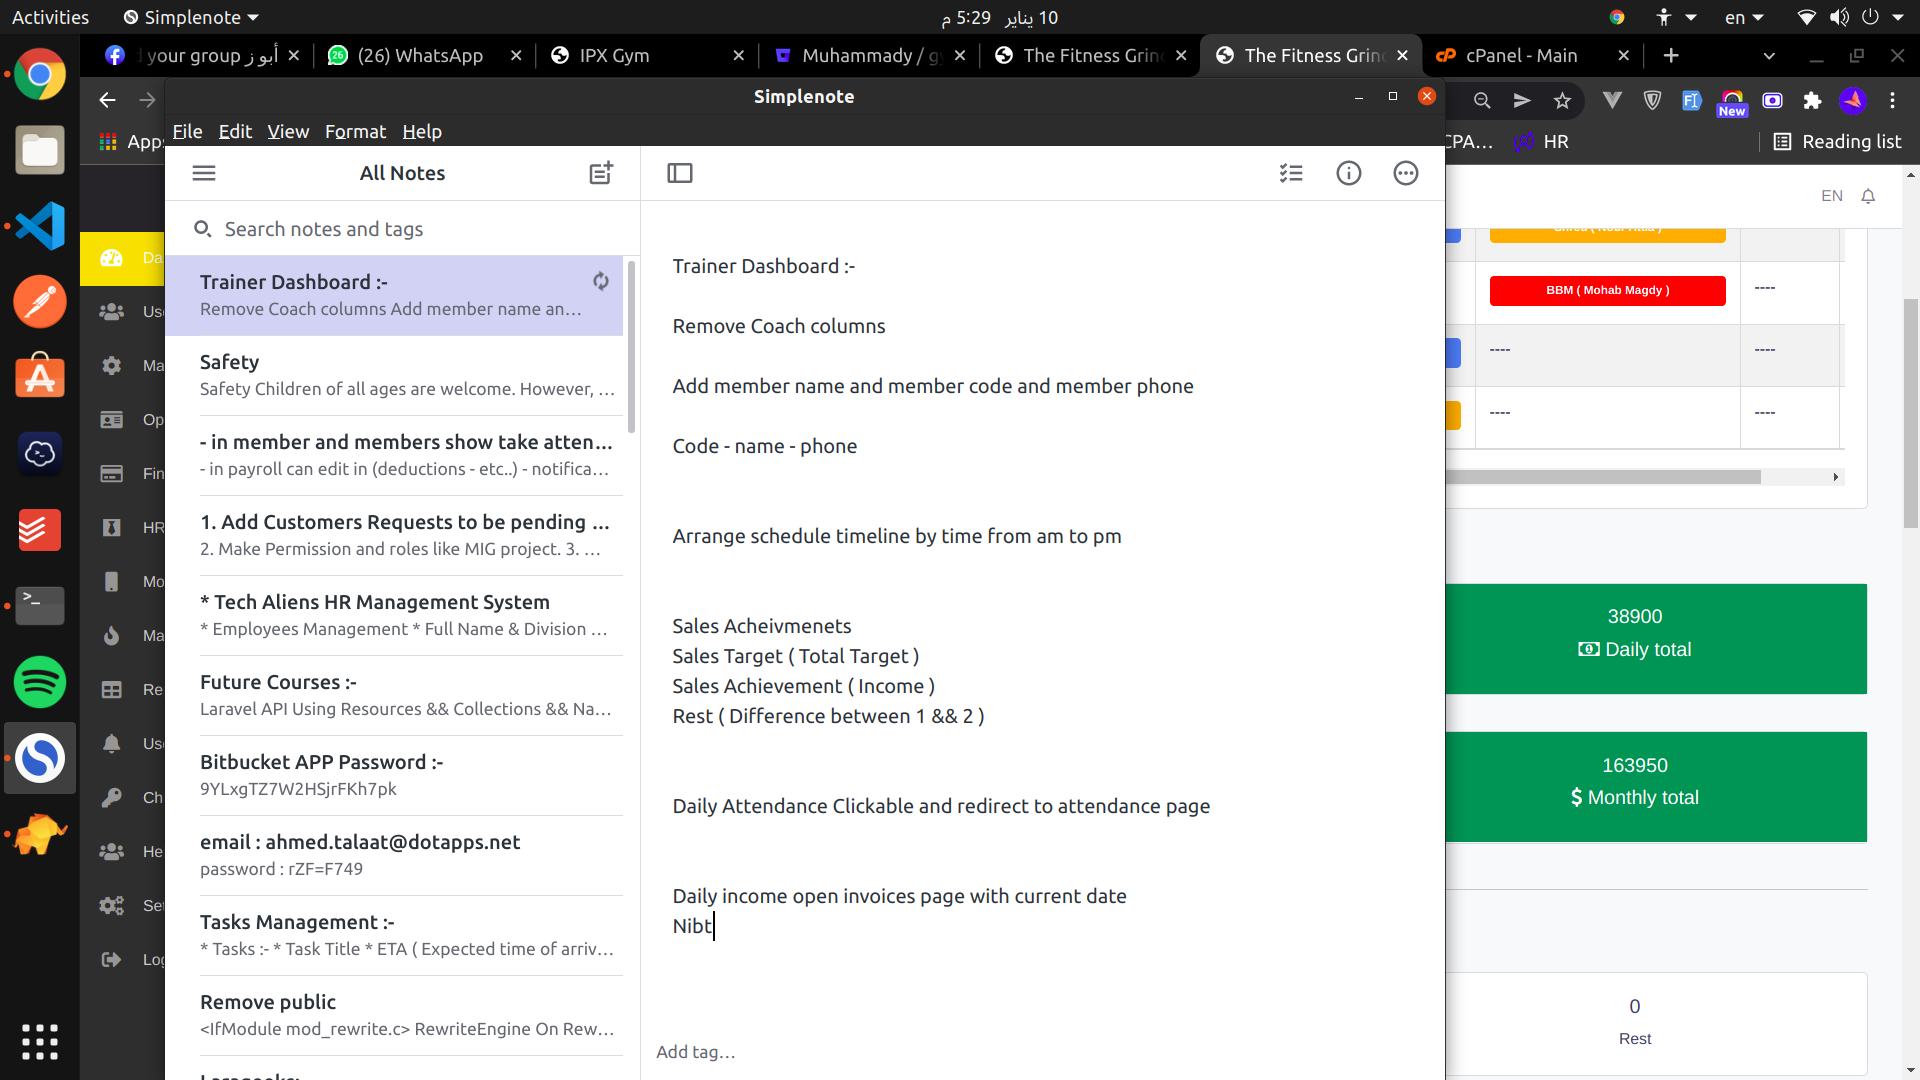 Activities
Simplenote
10 يناير 5:29 م
en
d your group أبو ز
(26) WhatsApp
IPX Gym
Muhammady / gy
The Fitness Grin
The Fitness Grin
cPanel - Main
Simplenote
New
File Edit View Format Help
Apps
CPA...
HR
Reading list
All Notes
EN
Search notes and tags
Trainer Dashboard :-
Remove Coach columns Add member name an...
Safety
Safety Children of all ages are welcome. However, ...
- in member and members show take atten...
- in payroll can edit in (deductions - etc..) - notifica...
1. Add Customers Requests to be pending ...
2. Make Permission and roles like MIG project. 3. ...
* Tech Aliens HR Management System
* Employees Management * Full Name & Division ...
Future Courses :-
Laravel API Using Resources && Collections && Na...
Bitbucket APP Password :-
9YLxgTZ7W2HSjrFKh7pk
email : ahmed.talaat@dotapps.net
password : rZF=F749
Tasks Management :-
* Tasks :- * Task Title * ETA ( Expected time of arriv...
Remove public
<IfModule mod_rewrite.c> RewriteEngine On Rew...
Da
Use
Ma
Op
Fin
HR
Mo
Ma
Re
Use
Ch
He
Set
Log
Trainer Dashboard :-
Remove Coach columns
Add member name and member code and member phone
Code - name - phone
Arrange schedule timeline by time from am to pm
Sales Acheivmenets
Sales Target ( Total Target )
Sales Achievement ( Income )
Rest ( Difference between 1 && 2 )
Daily Attendance Clickable and redirect to attendance page
Daily income open invoices page with current date
Nibt
Add tag...
BBM ( Mohab Magdy )
----
----
----
----
----
38900
Daily total
163950
$ Monthly total
0
Rest